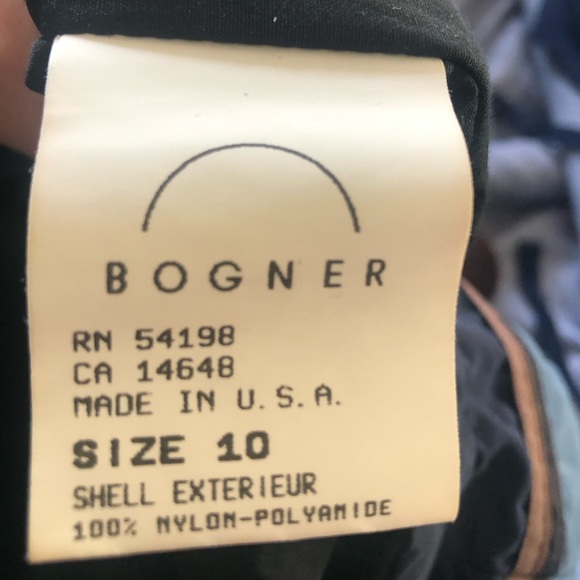 BOGNER
RN 54198
CA 14648
MADE IN U.S.A.
SIZE 10
SHELL EXTERIEUR
100% NYLON-POLYAMIDE